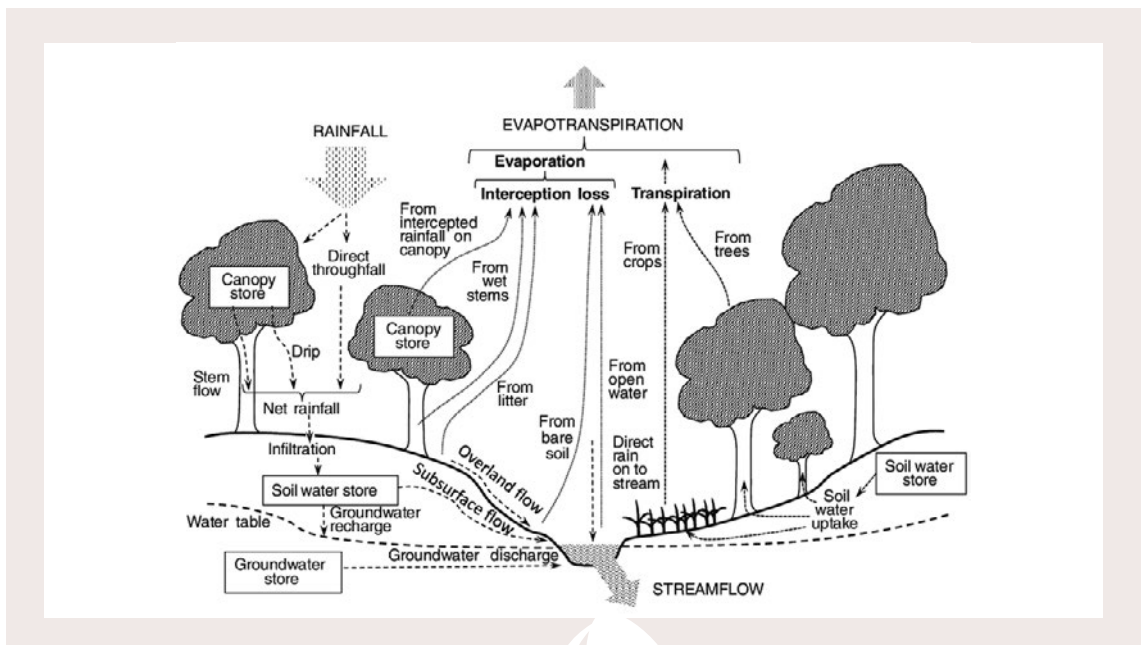 RAINFALL
EVAPOTRANSPIRATION
Evaporation
Interception loss
Transpiration
From
intercepted
rainfall on
canopy
From
wet
stems
From
litter
From
bare
soil
From
open
water
From
crops
From
trees
Direct
throughfall
Canopy
store
Canopy
store
Drip
Stem
flow
Net rainfall
Infiltration
Soil water store
Groundwater
recharge
Water table
Overland flow
Subsurface flow
Groundwater discharge
Groundwater
store
Direct
rain
on to
stream
Soil
water
uptake
Soil water
store
STREAMFLOW